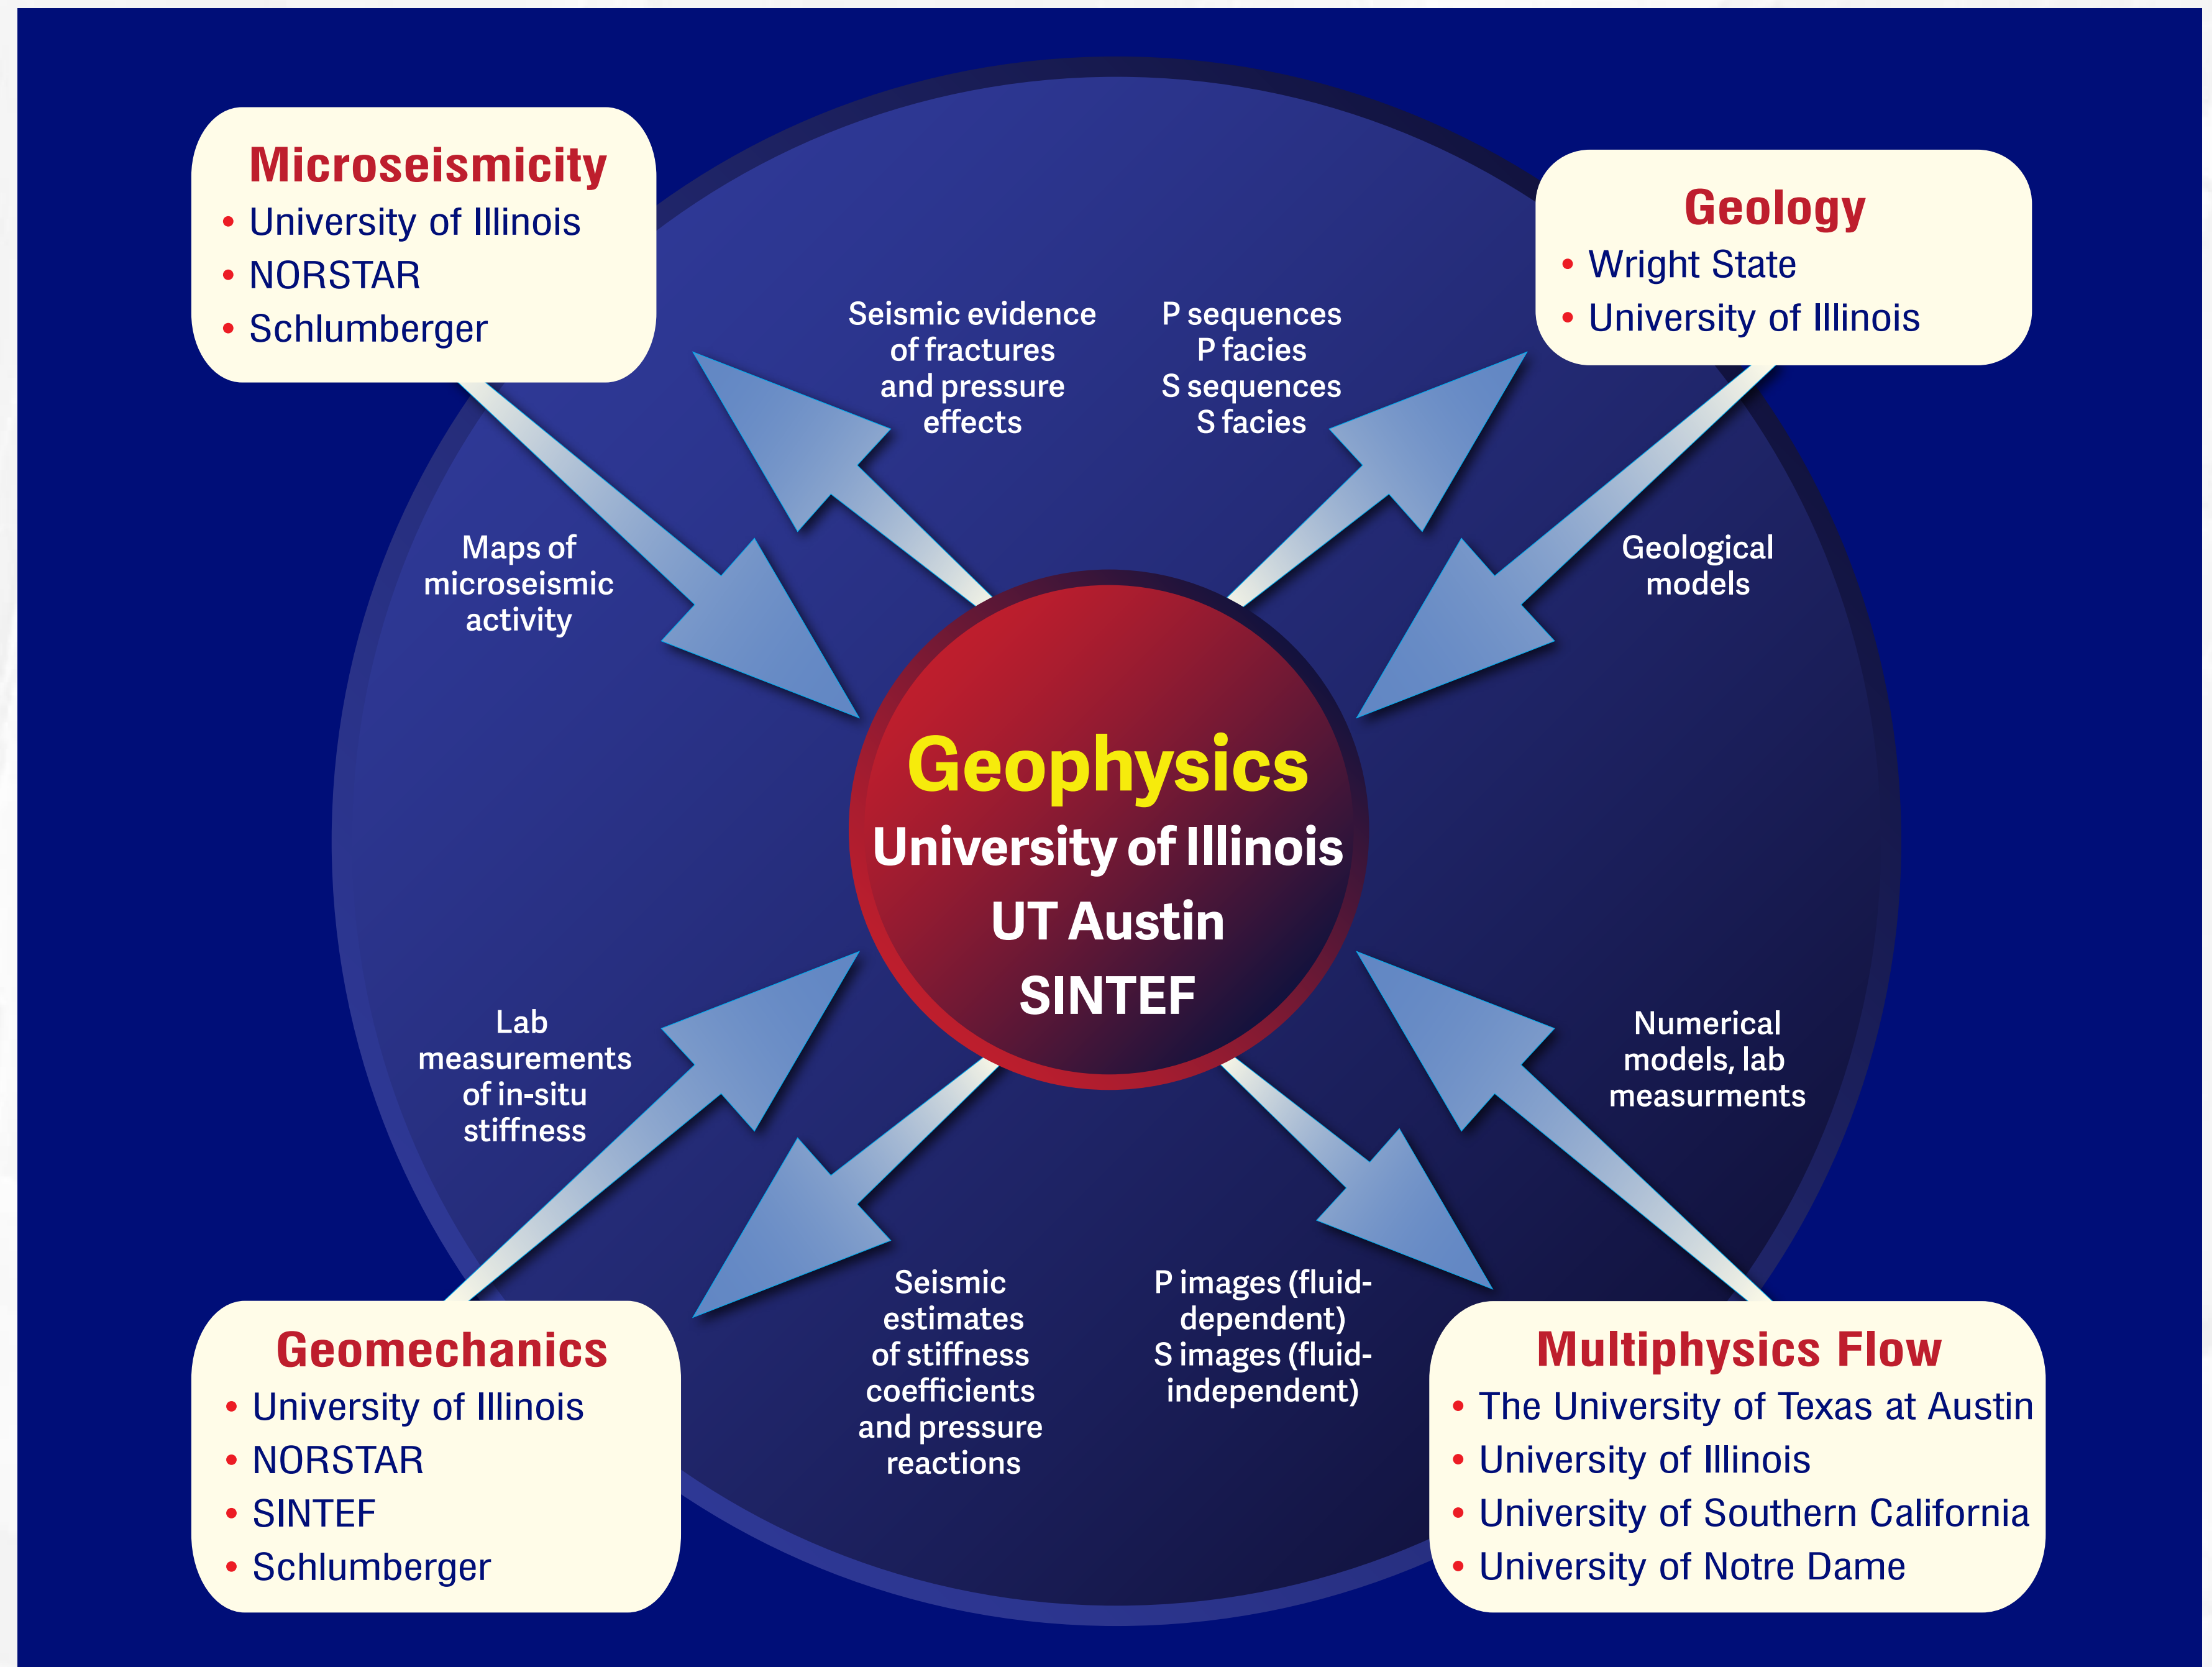 Microseismicity
• University of Illinois
• NORSTAR
• Schlumberger
Geology
• Wright State
• University of Illinois
Seismic evidence
of fractures
and pressure
effects
P sequences
P facies
S sequences
S facies
Maps of
microseismic
activity
Geological
models
Geophysics
University of Illinois
UT Austin
SINTEF
Lab
measurements
of in-situ
stiffness
Numerical
models, lab
measurments
Seismic
estimates
of stiffness
coefficients
and pressure
reactions
P images (fluid-
dependent)
S images (fluid-
independent)
Geomechanics
• University of Illinois
• NORSTAR
• SINTEF
• Schlumberger
Multiphysics Flow
• The University of Texas at Austin
• University of Illinois
• University of Southern California
• University of Notre Dame